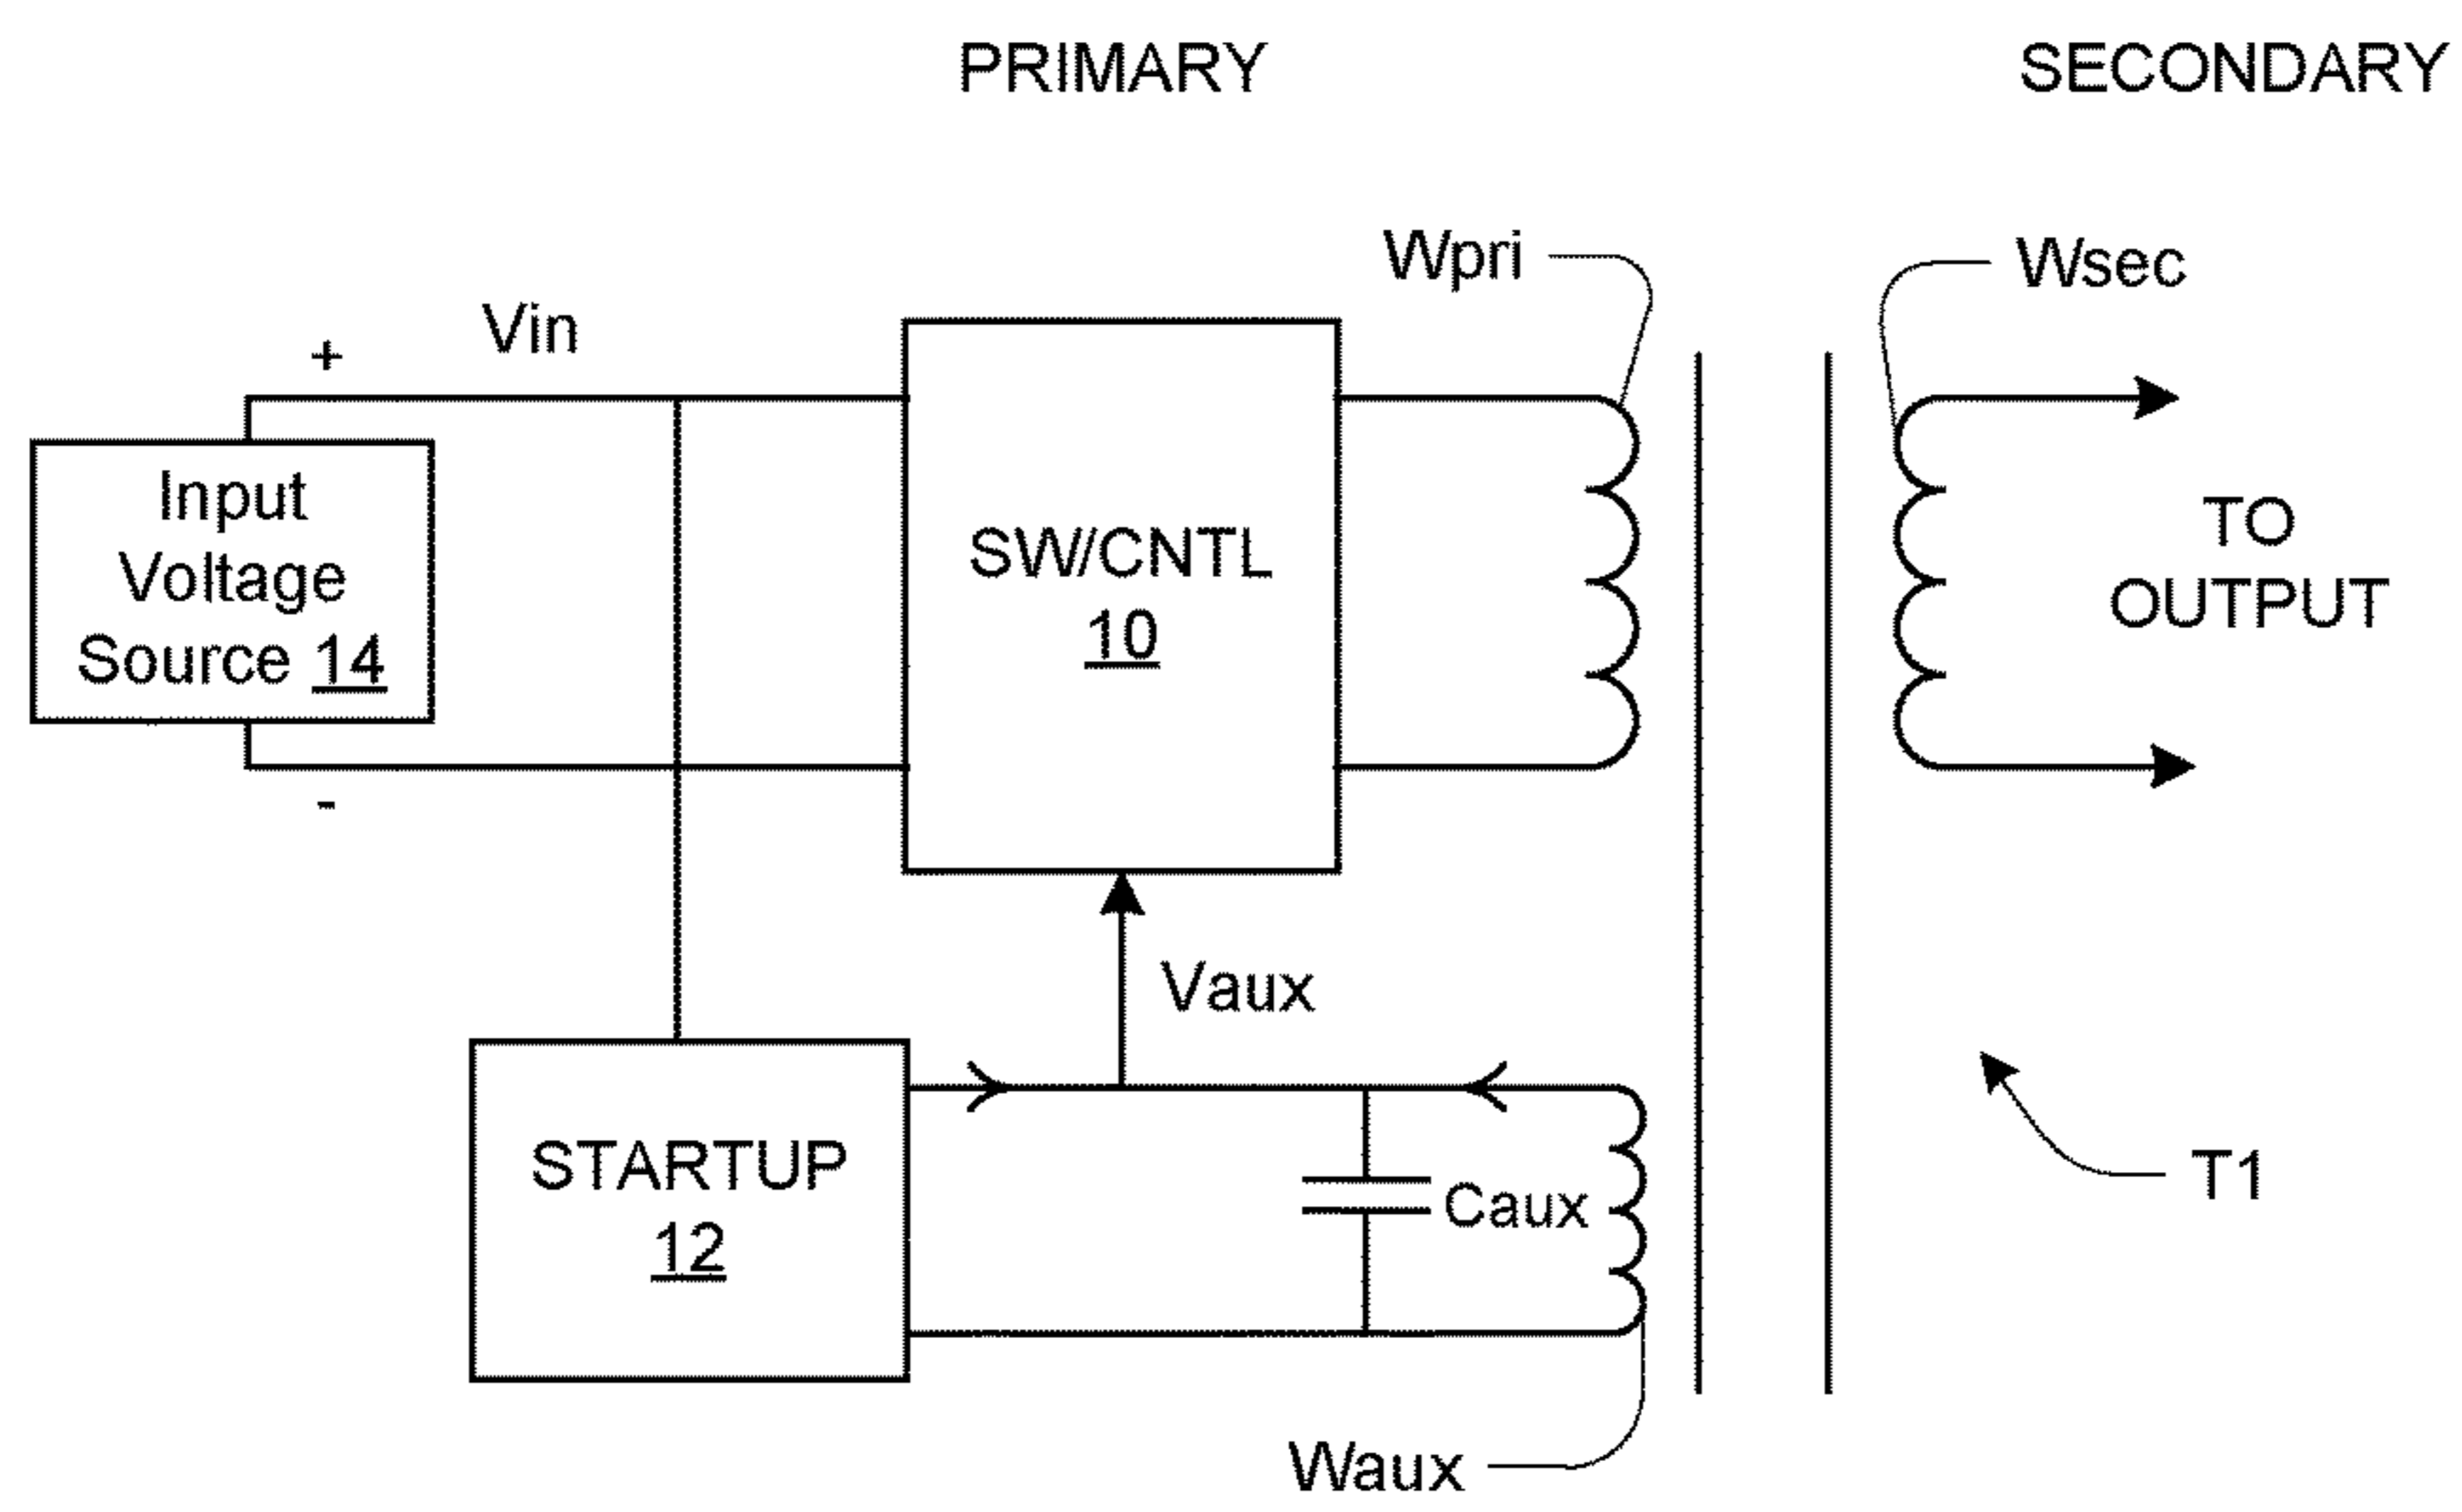 PRIMARY
SECONDARY
Wpri
Wsec
Vin
+
Input
Voltage
Source 14
-
SW/CNTL
10
TO
OUTPUT
Vaux
STARTUP
12
Caux
T1
Waux